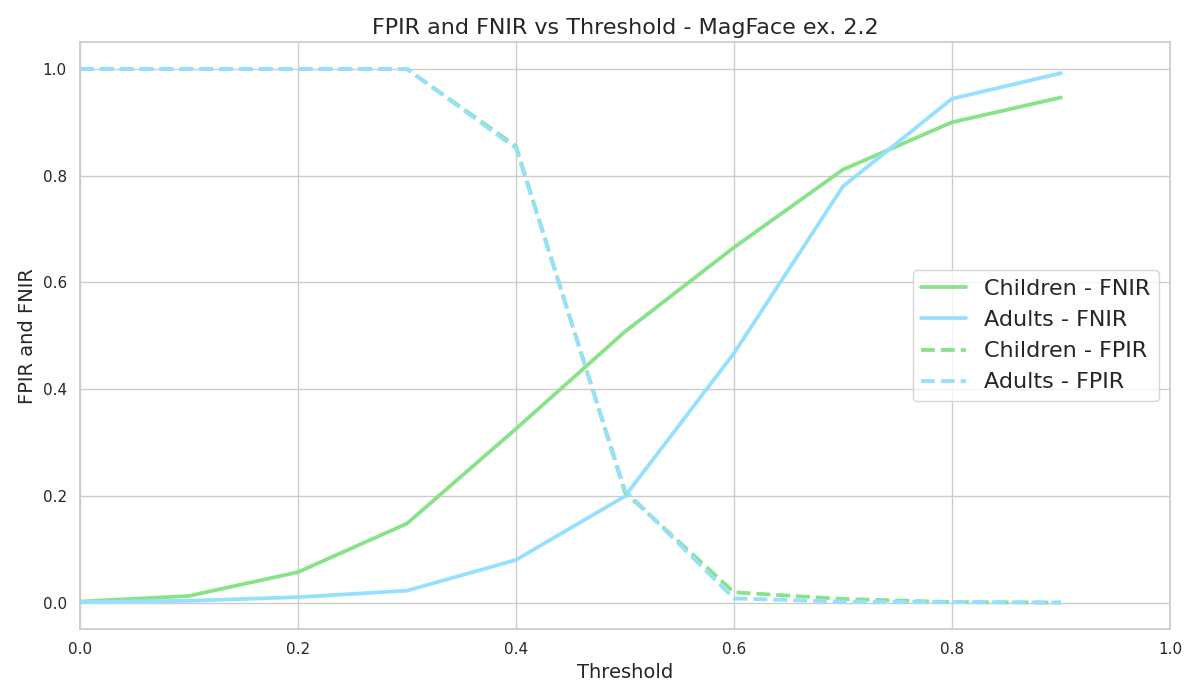 FPIR and FNIR vs Threshold - MagFace ex. 2.2
FPIR and FNIR
1.0
0.8
0.6
0.4
0.2
0.0
Children - FNIR
Adults - FNIR
Children - FPIR
Adults - FPIR
0.0 0.2 0.4 0.6 0.8 1.0
Threshold